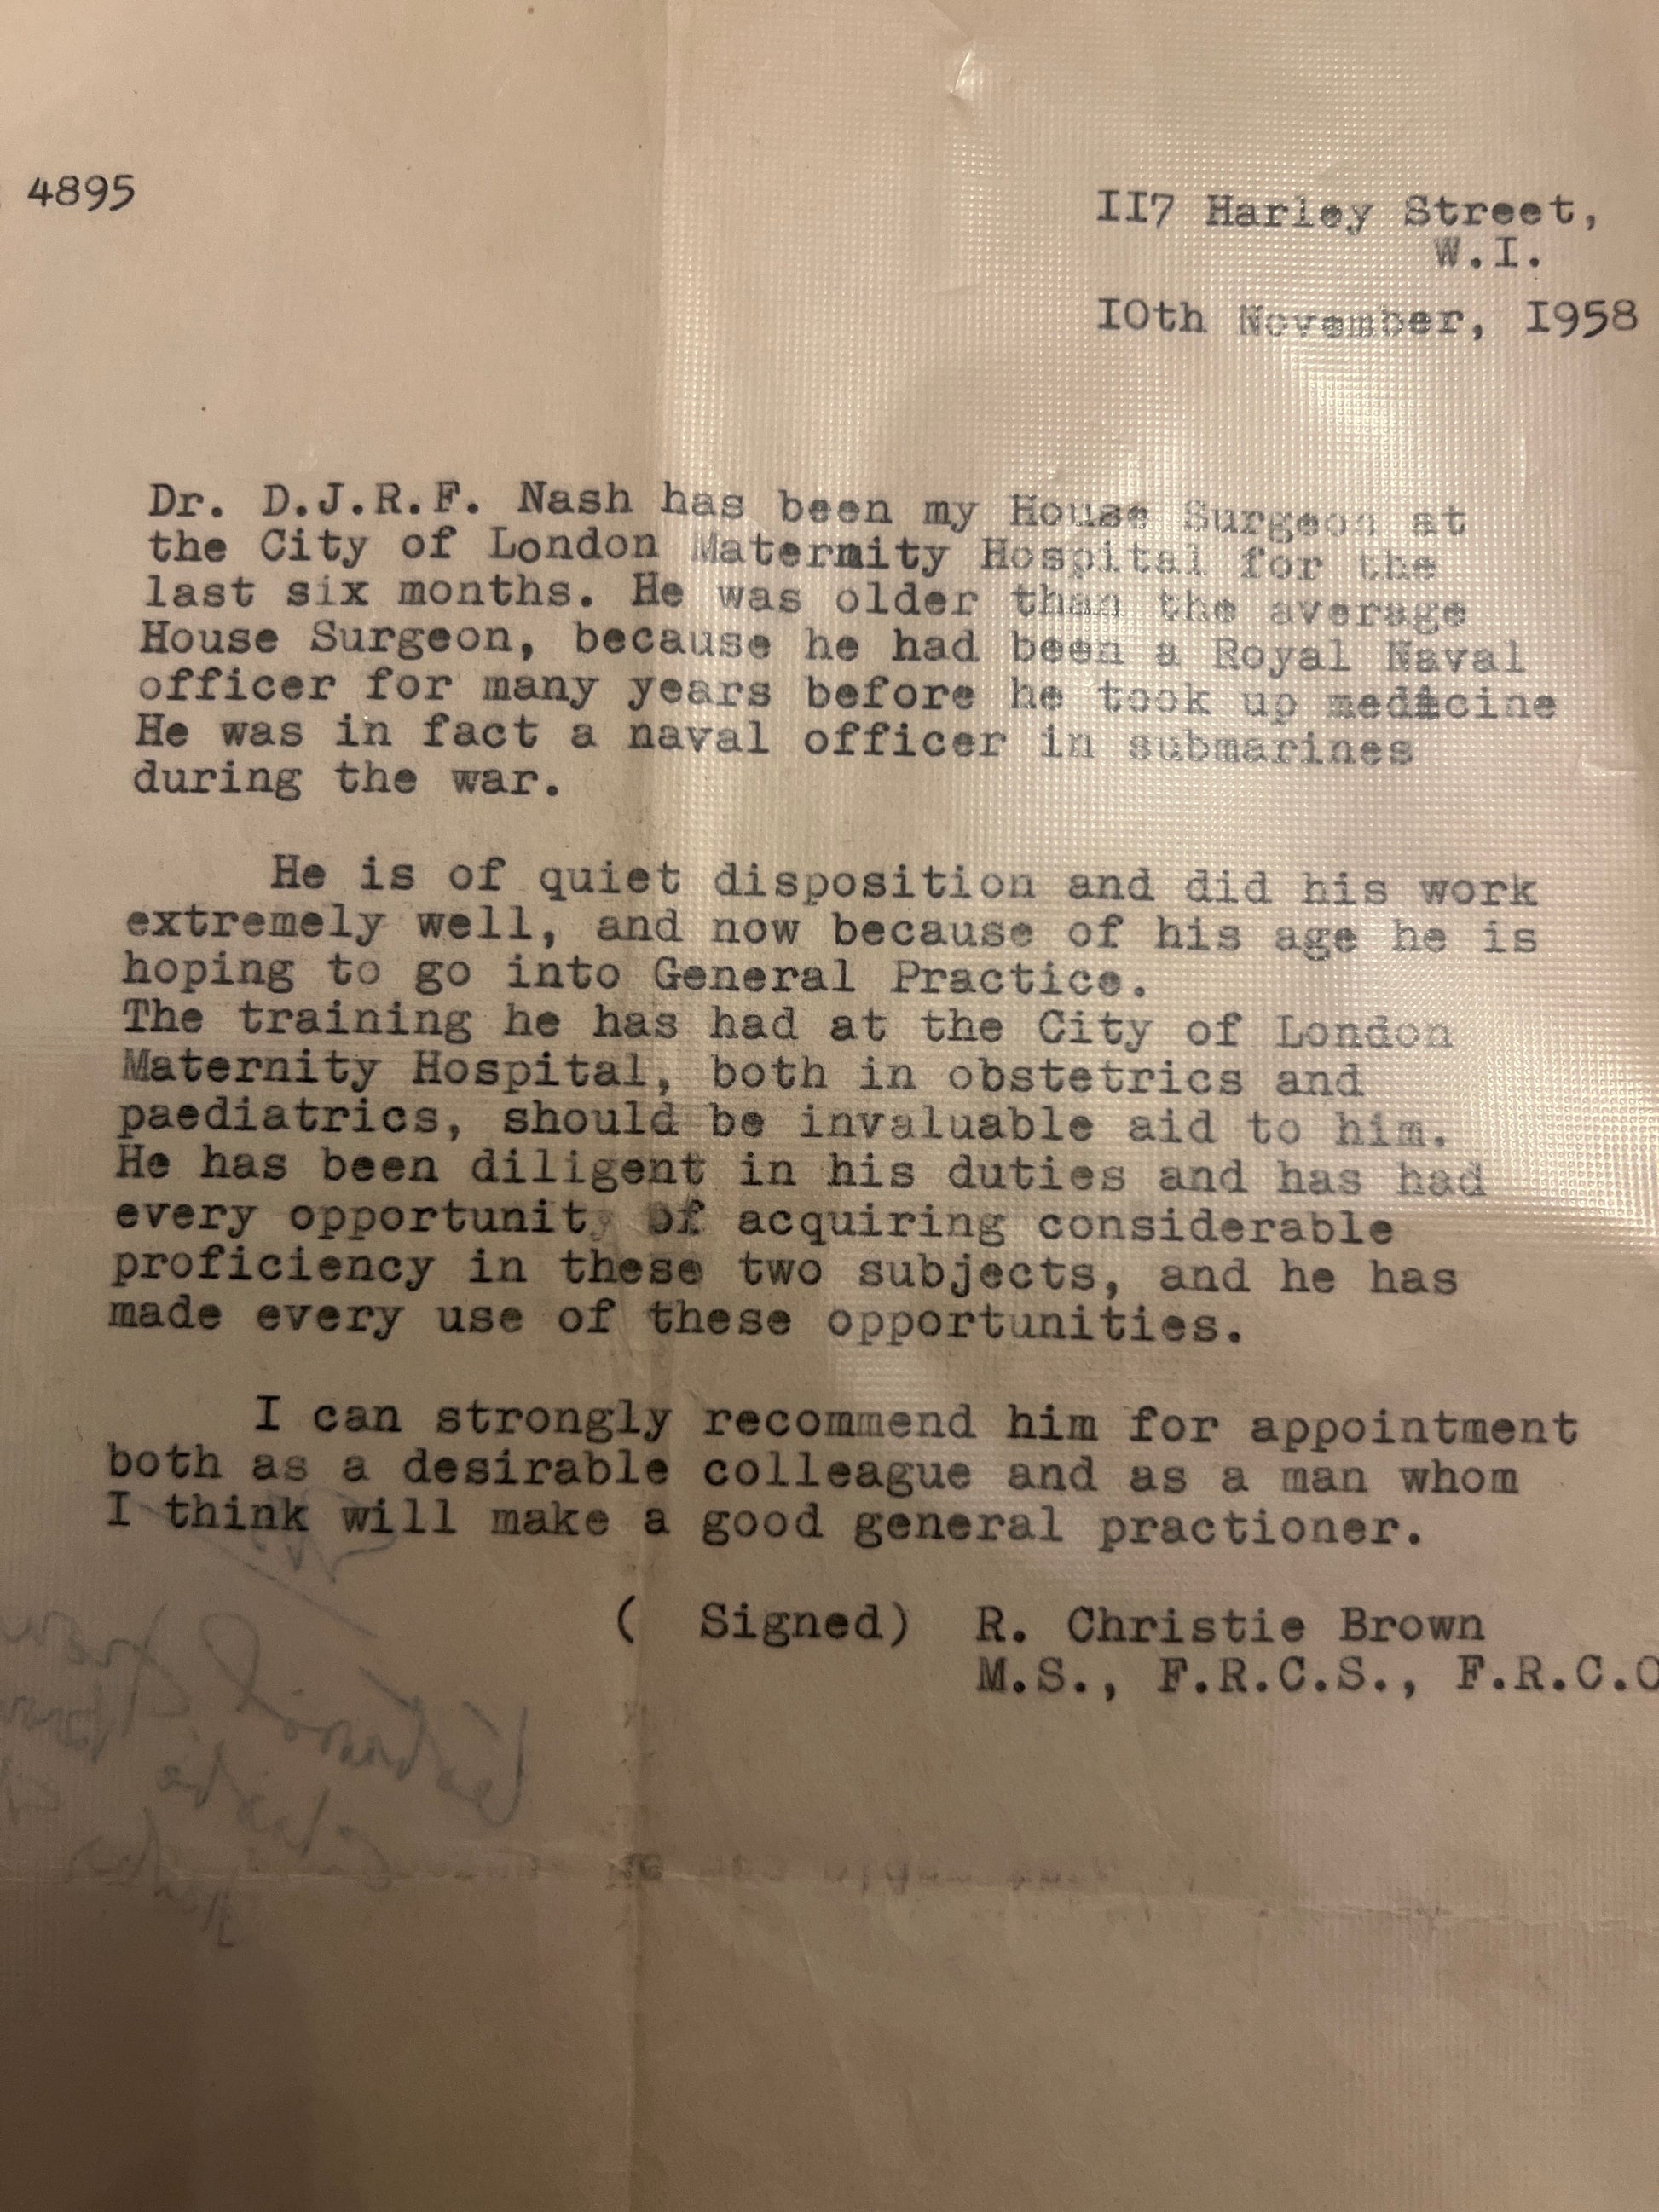 4895
II7 Harley Street,
W.I.
I0th November, I958
Dr. D.J.R.F. Nash has been my House Surgeon at
the City of London Maternity Hospital for the
last six months. He was older than the average
House Surgeon, because he had been a Royal Naval
officer for many years before he took up medicine
He was in fact a naval officer in submarines
during the war.
He is of quiet disposition and did his work
extremely well, and now because of his age he is
hoping to go into General Practice.
The training he has had at the City of London
Maternity Hospital, both in obstetrics and
paediatrics, should be invaluable aid to him.
He has been diligent in his duties and has had
every opportunity of acquiring considerable
proficiency in these two subjects, and he has
made every use of these opportunities.
I can strongly recommend him for appointment
both as a desirable colleague and as a man whom
I think will make a good general practioner.
( Signed) R. Christie Brown
M.S., F.R.C.S., F.R.C.O